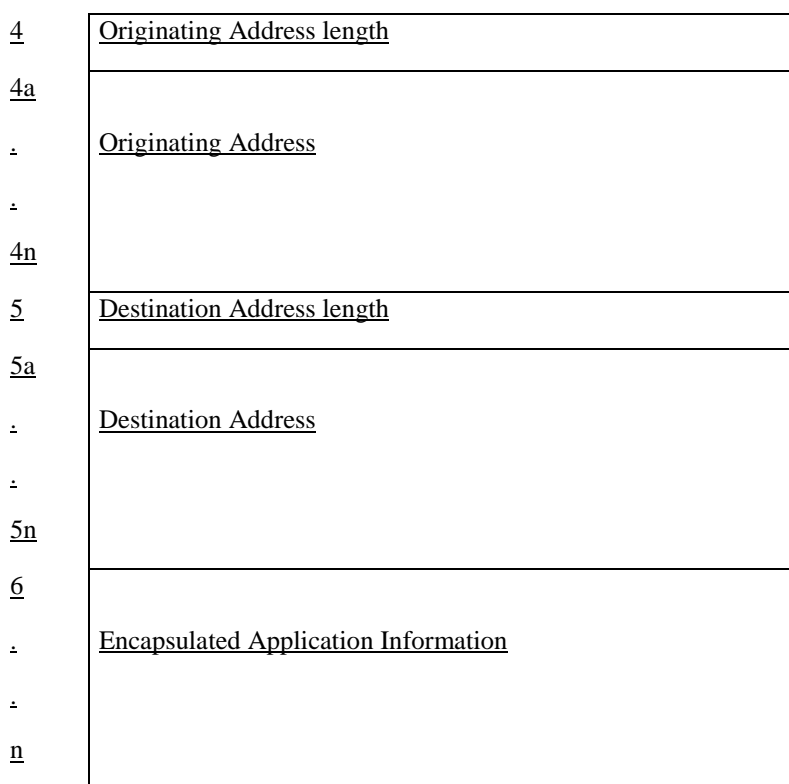 4 Originating Address length
4a
. Originating Address
.
4n
5 Destination Address length
5a
. Destination Address
.
5n
6
. Encapsulated Application Information
.
n